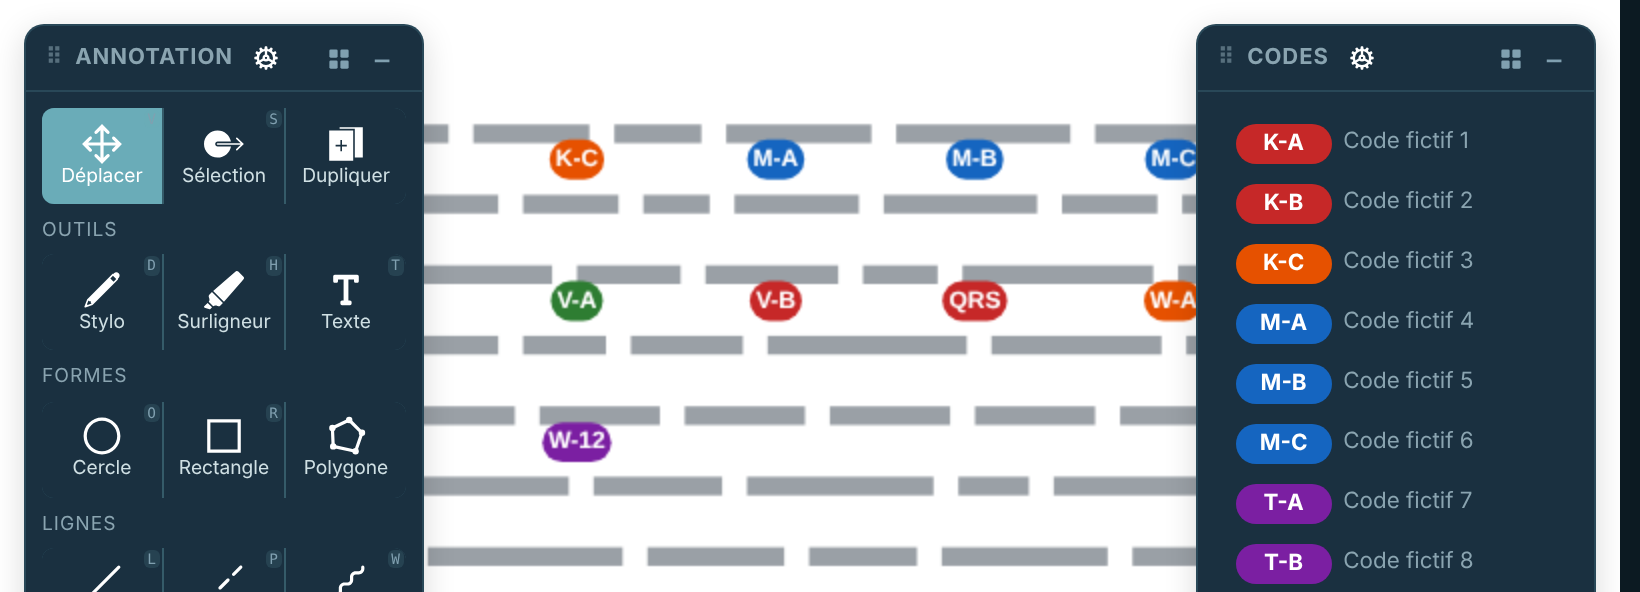 ANNOTATION
S
Déplacer Sélection Dupliquer
OUTILS
D H T
Stylo Surligneur Texte
FORMES
O R
Cercle Rectangle Polygone
LIGNES
L P W
K-C M-A M-B M-C
V-A V-B QRS W-A
W-12
CODES
K-A Code fictif 1
K-B Code fictif 2
K-C Code fictif 3
M-A Code fictif 4
M-B Code fictif 5
M-C Code fictif 6
T-A Code fictif 7
T-B Code fictif 8